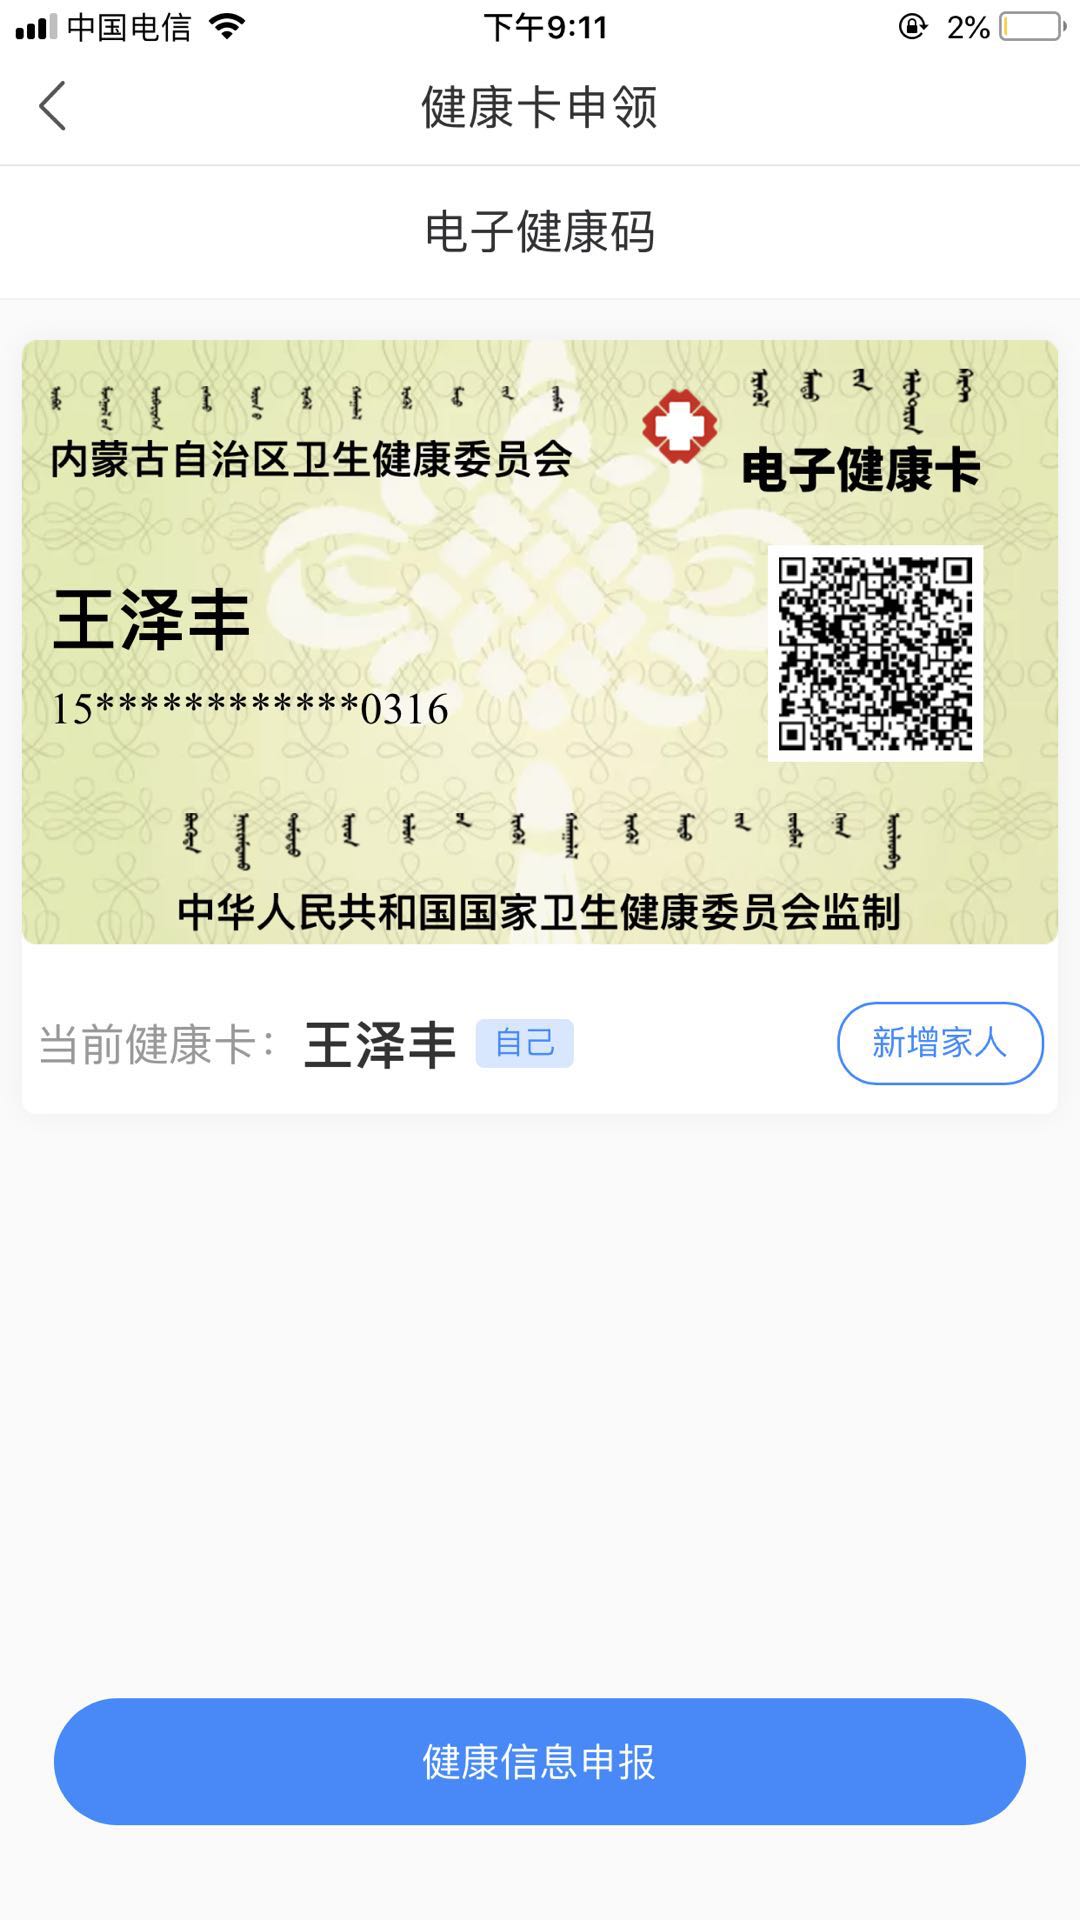 中国电信 下午9:11 2%
健康卡申领
电子健康码
内蒙古自治区卫生健康委员会
电子健康卡
王泽丰
15************0316
中华人民共和国国家卫生健康委员会监制
当前健康卡： 王泽丰 自己 新增家人
健康信息申报